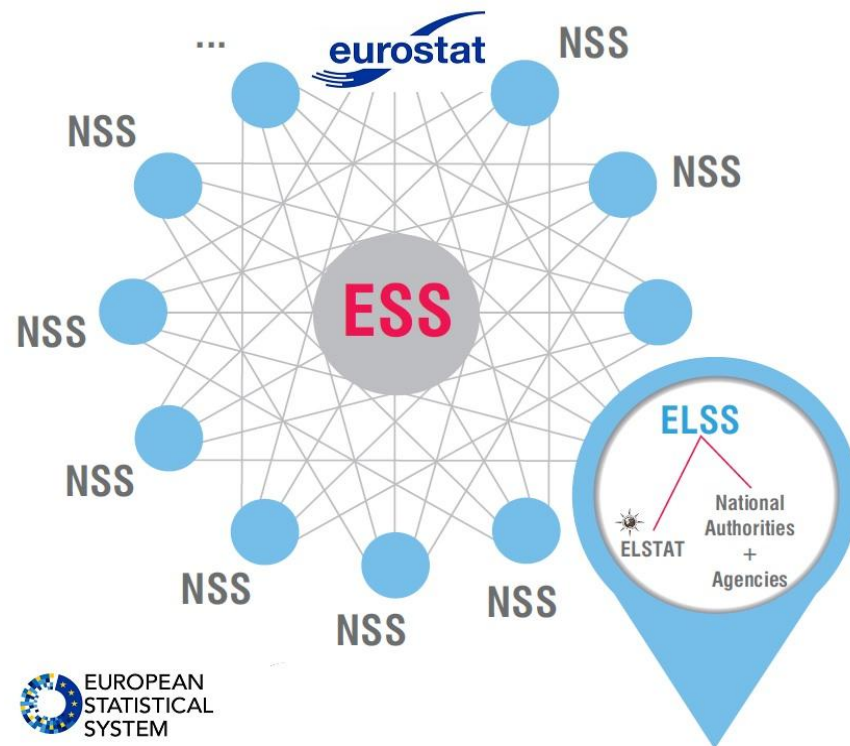 ...
eurostat
NSS
NSS
NSS
ESS
NSS
NSS
NSS
NSS
NSS
ELSS
ELSTAT
National
Authorities
+
Agencies
EUROPEAN
STATISTICAL
SYSTEM